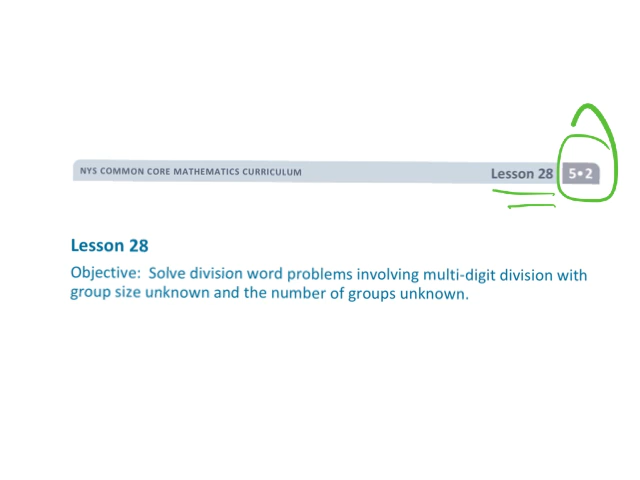 NYS COMMON CORE MATHEMATICS CURRICULUM Lesson 28 5•2
Lesson 28
Objective: Solve division word problems involving multi-digit division with
group size unknown and the number of groups unknown.